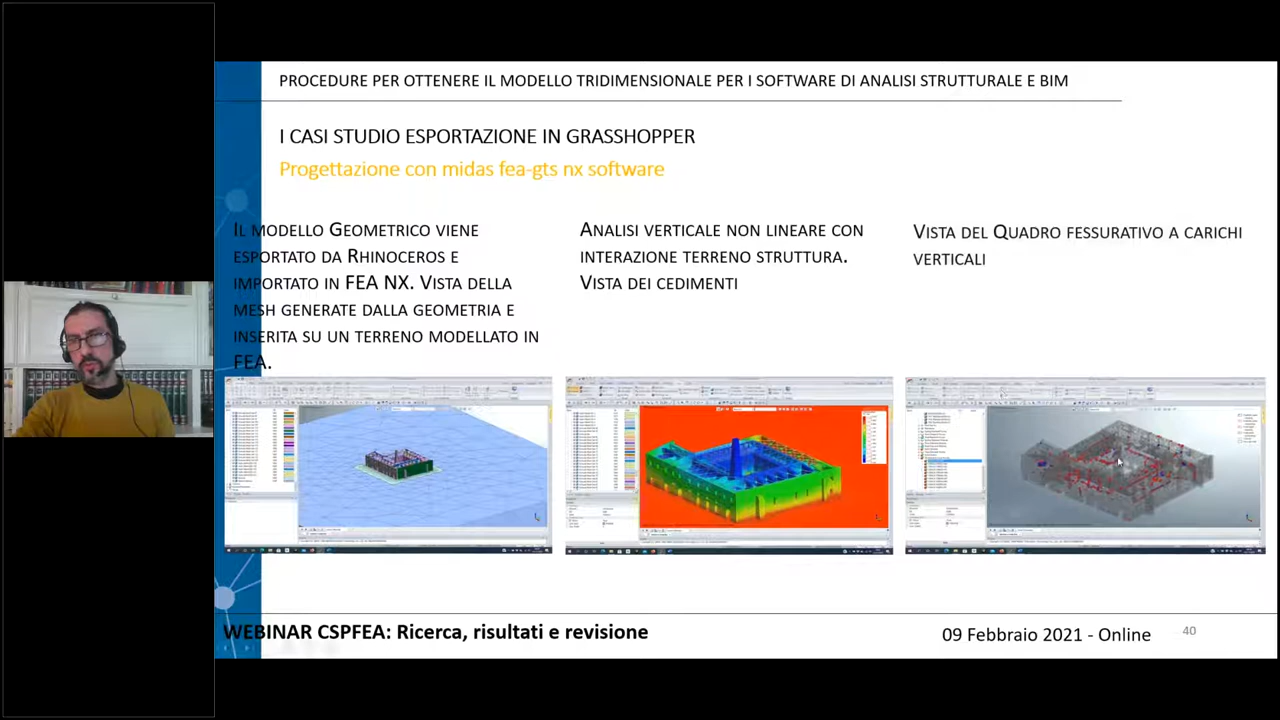 PROCEDURE PER OTTENERE IL MODELLO TRIDIMENSIONALE PER I SOFTWARE DI ANALISI STRUTTURALE E BIM
I CASI STUDIO ESPORTAZIONE IN GRASSHOPPER
Progettazione con midas fea-gts nx software
IL MODELLO GEOMETRICO VIENE
ESPORTATO DA RHINOCEROS E
IMPORTATO IN FEA NX. VISTA DELLA
MESH GENERATE DALLA GEOMETRIA E
INSERITA SU UN TERRENO MODELLATO IN
FEA.
ANALISI VERTICALE NON LINEARE CON
INTERAZIONE TERRENO STRUTTURA.
VISTA DEI CEDIMENTI
VISTA DEL QUADRO FESSURATIVO A CARICHI
VERTICALI
WEBINAR CSPFEA: Ricerca, risultati e revisione
09 Febbraio 2021 - Online
40